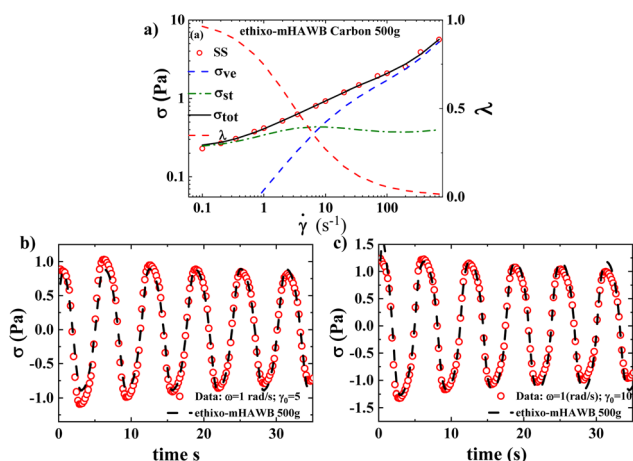 a)
(a) ethixo-mHAWB Carbon 500g
10
1
0.1
σ (Pa)
SS
σve
σst
σtot
λ
1.0
0.5
0.0
λ
0.1 1 10 100
γ̇ (s⁻¹)
b)
1.0
0.5
0.0
-0.5
-1.0
σ (Pa)
Data: ω=1 rad/s; γ₀=5
ethixo-mHAWB 500g
0 10 20 30
time s
c)
1.5
1.0
0.5
0.0
-0.5
-1.0
-1.5
σ (Pa)
Data: ω=1(rad/s; γ₀=10
ethixo-mHAWB 500g
0 10 20 30
time (s)